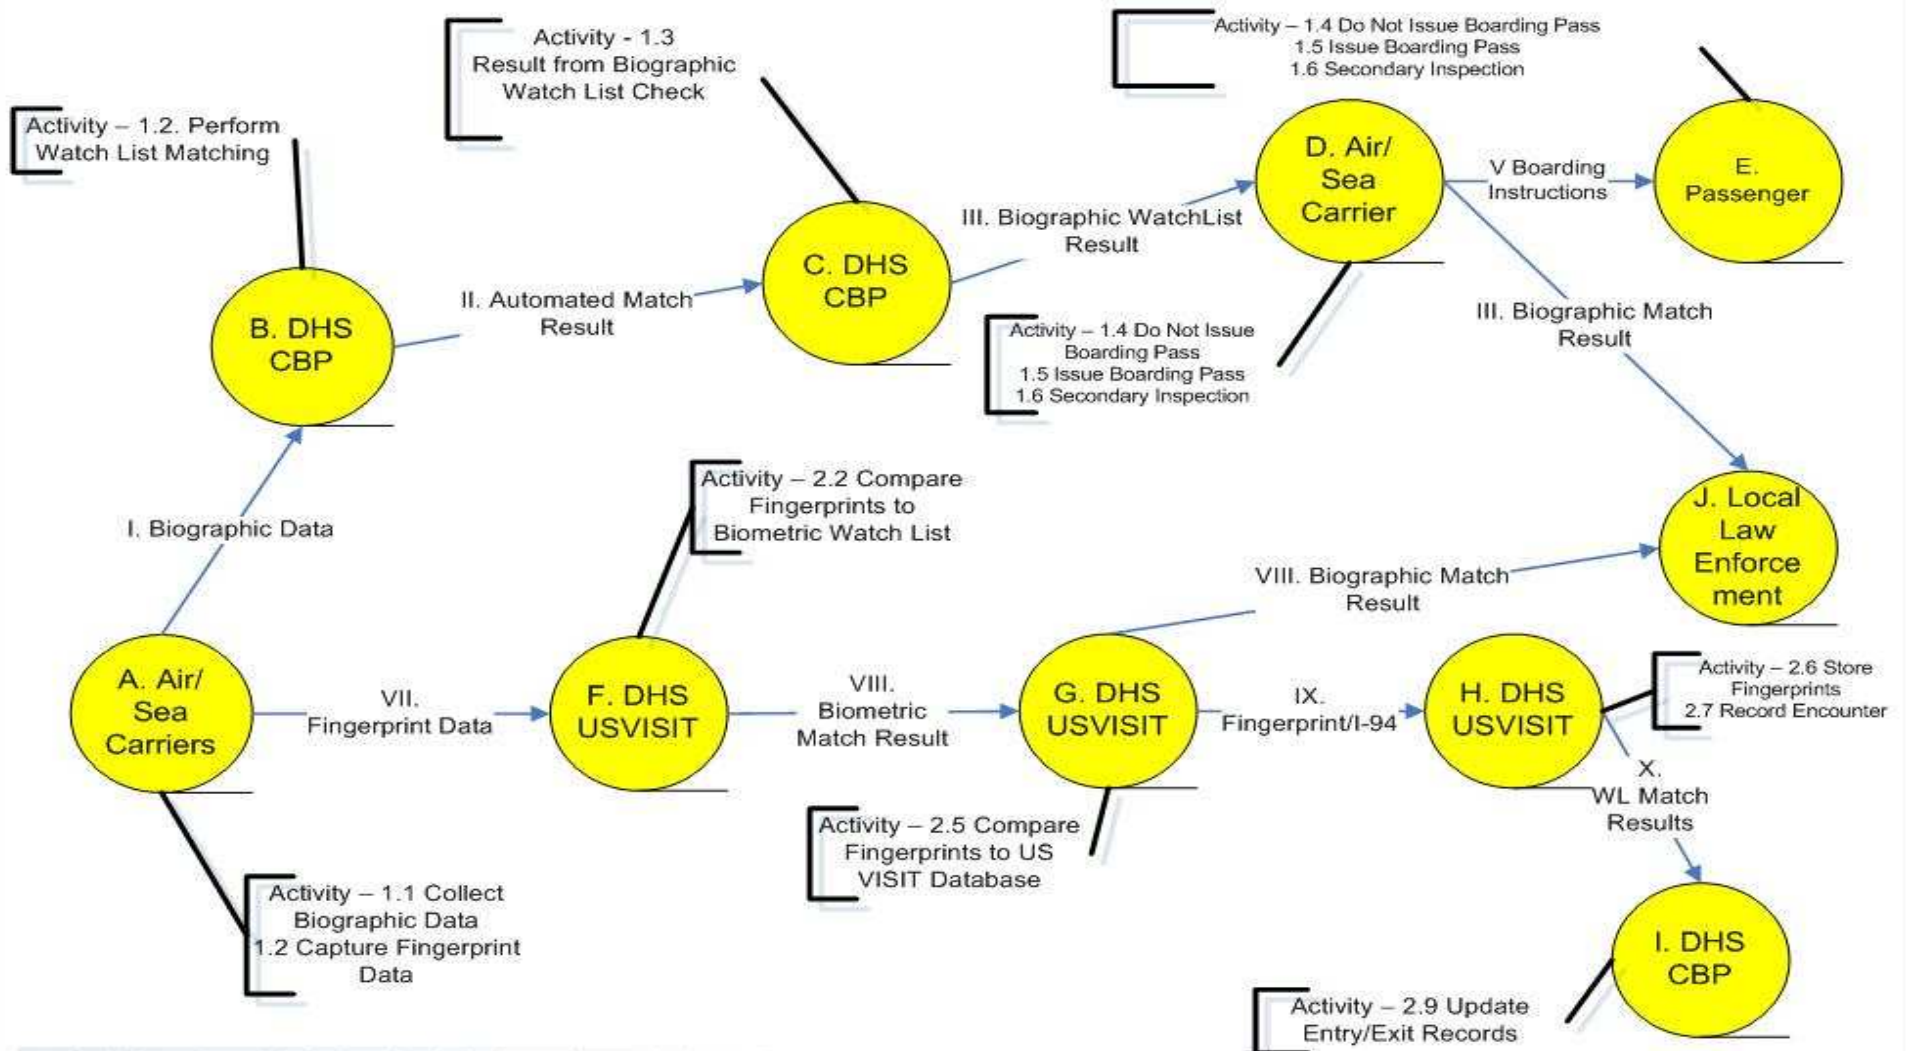 Activity - 1.3
Result from Biographic
Watch List Check
Activity – 1.4 Do Not Issue Boarding Pass
1.5 Issue Boarding Pass
1.6 Secondary Inspection
Activity – 1.2. Perform
Watch List Matching
D. Air/
Sea
Carrier
V Boarding
Instructions
E.
Passenger
III. Biographic WatchList
Result
C. DHS
CBP
II. Automated Match
Result
B. DHS
CBP
Activity – 1.4 Do Not Issue
Boarding Pass
1.5 Issue Boarding Pass
1.6 Secondary Inspection
III. Biographic Match
Result
I. Biographic Data
Activity – 2.2 Compare
Fingerprints to
Biometric Watch List
J. Local
Law
Enforce
ment
VIII. Biographic Match
Result
A. Air/
Sea
Carriers
VII.
Fingerprint Data
F. DHS
USVISIT
VIII.
Biometric
Match Result
G. DHS
USVISIT
IX.
Fingerprint/I-94
H. DHS
USVISIT
Activity – 2.6 Store
Fingerprints
2.7 Record Encounter
X.
WL Match
Results
Activity – 2.5 Compare
Fingerprints to US
VISIT Database
Activity – 1.1 Collect
Biographic Data
1.2 Capture Fingerprint
Data
I. DHS
CBP
Activity – 2.9 Update
Entry/Exit Records